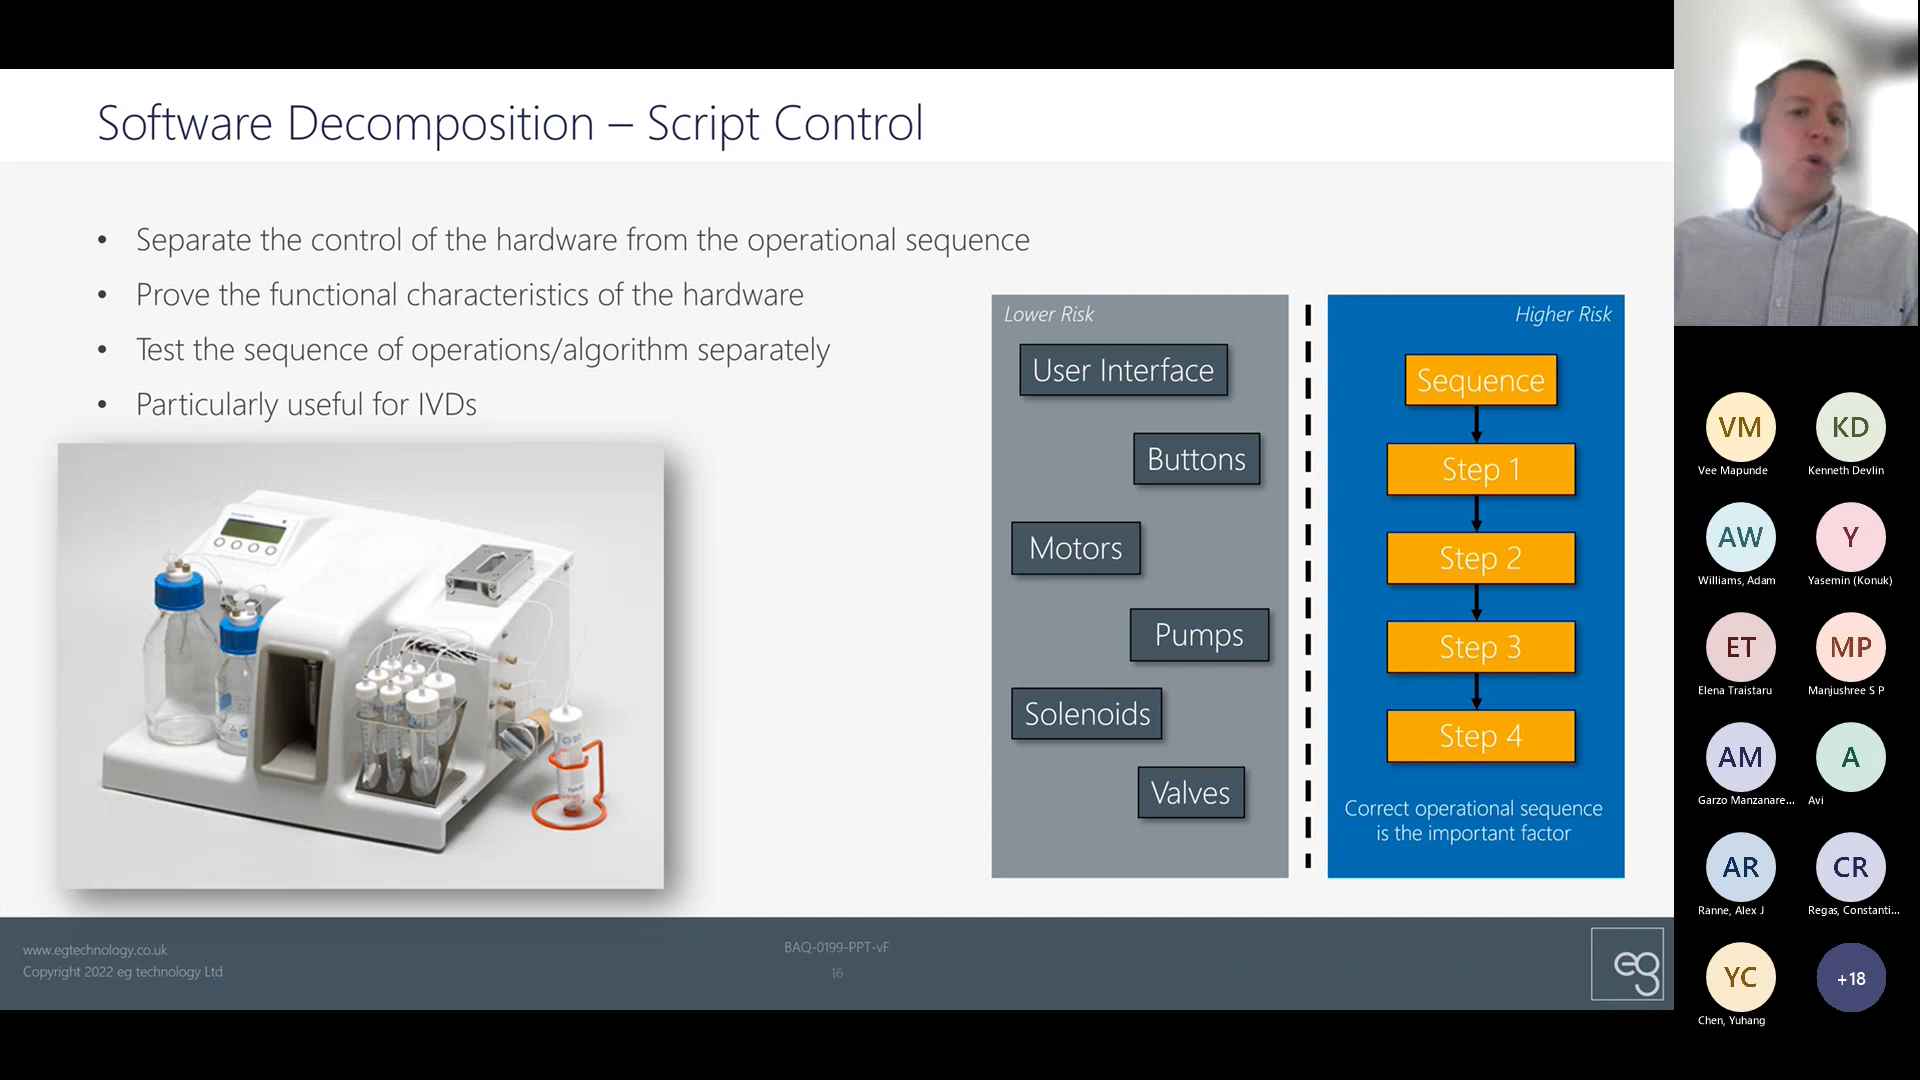 Software Decomposition – Script Control
• Separate the control of the hardware from the operational sequence
• Prove the functional characteristics of the hardware
• Test the sequence of operations/algorithm separately
• Particularly useful for IVDs
Lower Risk
User Interface
Buttons
Motors
Pumps
Solenoids
Valves
Higher Risk
Sequence
Step 1
Step 2
Step 3
Step 4
Correct operational sequence
is the important factor
www.egtechnology.co.uk
Copyright 2022 eg technology Ltd
BAQ-0199-PPT-vF
16
eg
VM
Vee Mapunde
KD
Kenneth Devlin
AW
Williams, Adam
Y
Yasemin (Konuk)
ET
Elena Traistaru
MP
Manjushree S P
AM
Garzo Manzanare...
A
Avi
AR
Ranne, Alex J
CR
Regas, Constanti...
YC
Chen, Yuhang
+18